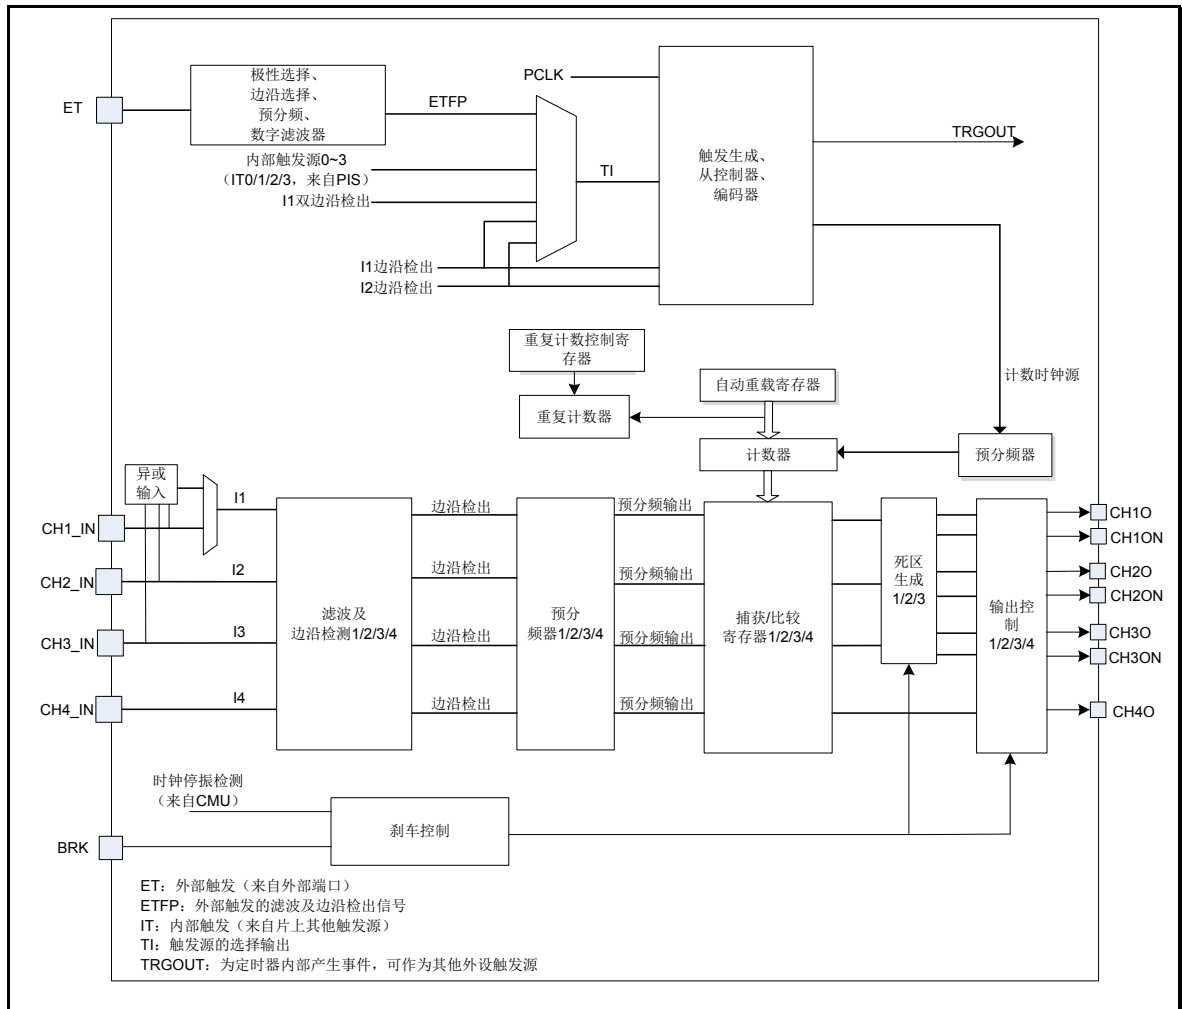 极性选择、
边沿选择、
预分频、
数字滤波器
ET
ETFP
PCLK
内部触发源0~3
（IT0/1/2/3，来自PIS）
I1双边沿检出
TI
触发生成、
从控制器、
编码器
TRGOUT
I1边沿检出
I2边沿检出
重复计数控制寄
存器
自动重载寄存器
计数时钟源
重复计数器
计数器
预分频器
异或
输入
I1
CH1_IN
I2
CH2_IN
I3
CH3_IN
I4
CH4_IN
滤波及
边沿检测1/2/3/4
边沿检出
边沿检出
边沿检出
边沿检出
预分
频器1/2/3/4
预分频输出
预分频输出
预分频输出
预分频输出
捕获/比较
寄存器1/2/3/4
死区
生成
1/2/3
输出控
制
1/2/3/4
CH1O
CH1ON
CH2O
CH2ON
CH3O
CH3ON
CH4O
时钟停振检测
（来自CMU）
刹车控制
BRK
ET：外部触发（来自外部端口）
ETFP：外部触发的滤波及边沿检出信号
IT：内部触发（来自片上其他触发源）
TI：触发源的选择输出
TRGOUT：为定时器内部产生事件，可作为其他外设触发源